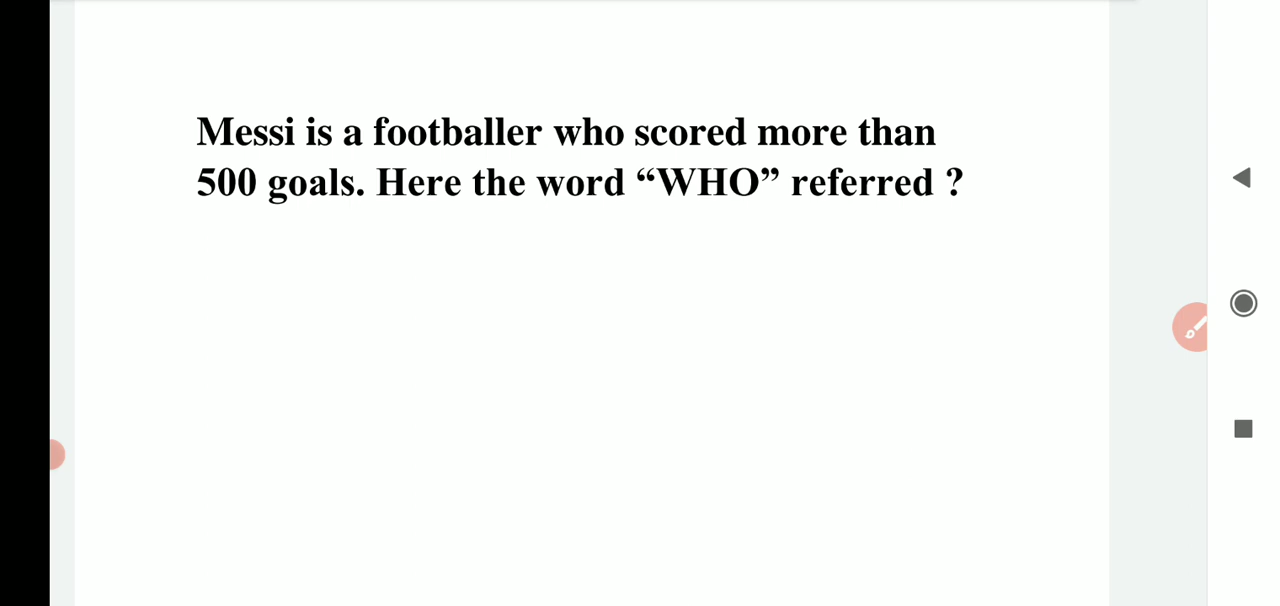 Messi is a footballer who scored more than
500 goals. Here the word “WHO” referred ?